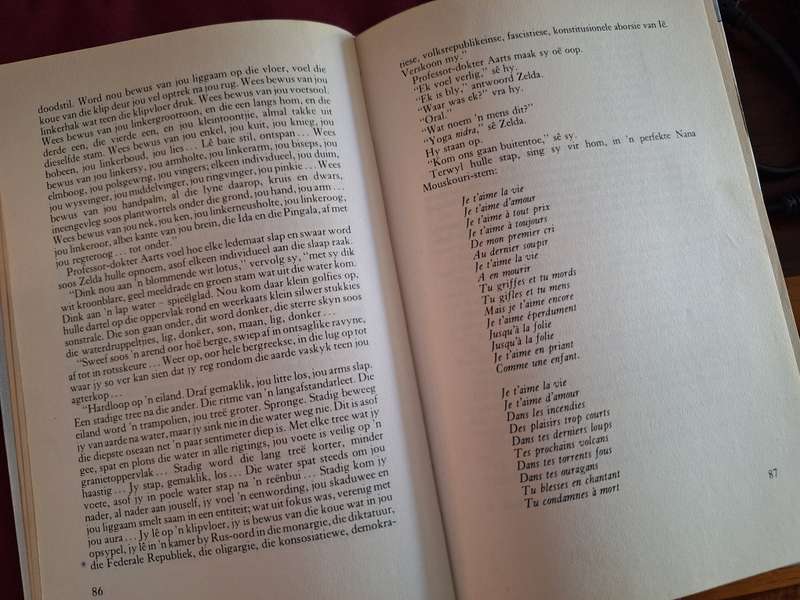 doodstil. Word nou bewus van jou liggaam op die vloer, voel die
koue van die klip deur jou vel optrek na jou rug. Wees bewus van jou
linkerhak wat teen die klipvloer druk. Wees bewus van jou voetsool.
Wees bewus van jou linkergroottoon, en die een langs hom, en die
derde een, die vierde een, en jou kleintoontjie, almal takke uit
dieselfde stam. Wees bewus van jou enkel, jou kuit, jou knieg, jou
bobeen, jou linkerboud, jou lies... Lê bare stil, ontspan... Wees
bewus van jou linkersy, jou armholte, jou linkerarm, jou biseps, jou
elmboog, jou polsgewrig, jou vingers; elkeen indivsdueel, jou duim,
jou wysvinger, jou middelvinger, jou ringvinger, jou pinkie... Wees
bewus van jou handpalm, al die lyne daarop, kruis en dwars,
ineengevleg soos plantwortels onder die grond, jou hand, jou arm...
Wees bewus van jou nek, jou ken, jou linkerneusholte, jou linkeroog,
jou linkeroor, albei kante van jou brein, die Ida en die Pingala, af met
jou regteroog... tot onder."
Professor-dokter Aarts voel hoe elke ledemaat slap en swaar word
soos Zelda hulle opnoem, asof elkeen individueel aan die slaap raak.
"Dink nou aan 'n blommende wit lotus," vervolg sy, "met sy dik
wit kroonblare, geel meeldrade en groen stam wat uit die water kom.
Dink aan 'n lap water – spieëlglad. Nou kom daar klein golfies op,
hulle dartel op die oppervlak rond en weerkaats klein silwer stukkies
sonstrale. Die son gaan onder, dit word donker, die sterre skyn soos
die waterdruppeltjies, lig, donker, son, maan, lig, donker...
"Sweef soos 'n arend oor hoë berge, swiep af in ontsaglike ravyne,
af tot in rotsskeure... Weer op, oor hele bergreekse, in die lug op tot
waar jy so ver kan sien dat jy reg rondom die aarde vaskyk teen jou
agterkop...
"Hardloop op 'n eiland. Draf gemaklik, jou litte los, jou arms slap.
Een stadige tree na die ander. Die ritme van 'n langafstandatleet. Die
eiland word 'n trampolien, jou treë groter. Spronge. Stadig beweeg
jy van aarde na water, maar jy sink nie in die water weg nie. Dit is asof
die diepste oseaan net 'n paar sentimeter diep is. Met elke tree wat jy
gee, spat en plons die water in alle rigtings, jou voete is veilig op 'n
granietoppervlak... Stadig word die lang treë korter, minder
haastig... Jy stap, gemaklik, los... Die water spat steeds om jou
voete, asof jy in poele water stap na 'n reënbui... Stadig kom jy
nader, al nader aan jouself, jy voel 'n eenwording, jou skaduwee en
jou liggaam smelt saam in een entiteit; wat uit fokus was, verenig met
jou aura... Jy lê op 'n klipvloer, jy is bewus van die koue wat in jou
opsypel, jy lê in 'n kamer by Rus-oord in die monargie, die diktatuur,
* die Federale Republiek, die oligargie, die konsosiatiewe, demokra-
86
tiese, volksrepublikeinse, fascistiese, konstitusionele aborsie van Iê.
Verskoon my."
Professor-dokter Aarts maak sy oë oop.
"Ek voel verlig," sê hy.
"Ek is bly," antwoord Zelda.
"Waar was ek?" vra hy.
"Oral."
"Wat noem 'n mens dit?"
"Yoga nidra," sê Zelda.
Hy staan op.
"Kom ons gaan buitentoe," sê sy.
Terwyl hulle stap, sing sy vir hom, in 'n perfekte Nana
Mouskouri-stem:
Je t'aime la vie
Je t'aime d'amour
Je t'aime à tout prix
Je t'aime à toujours
De mon premier cri
Au dernier soupir
Je t'aime la vie
A en mourir
Tu griffes et tu mords
Tu gifles et tu mens
Mais je t'aime encore
Je t'aime éperdument
Jusqu'à la folie
Jusqu'à la folie
Je t'aime en priant
Comme une enfant.
Je t'aime la vie
Je t'aime d'amour
Dans les incendies
Des plaisirs trop courts
Dans tes derniers loups
Tes prochains volcans
Dans tes torrents fous
Dans tes ouragans
Tu blesses en chantant
Tu condamnes à mort
87